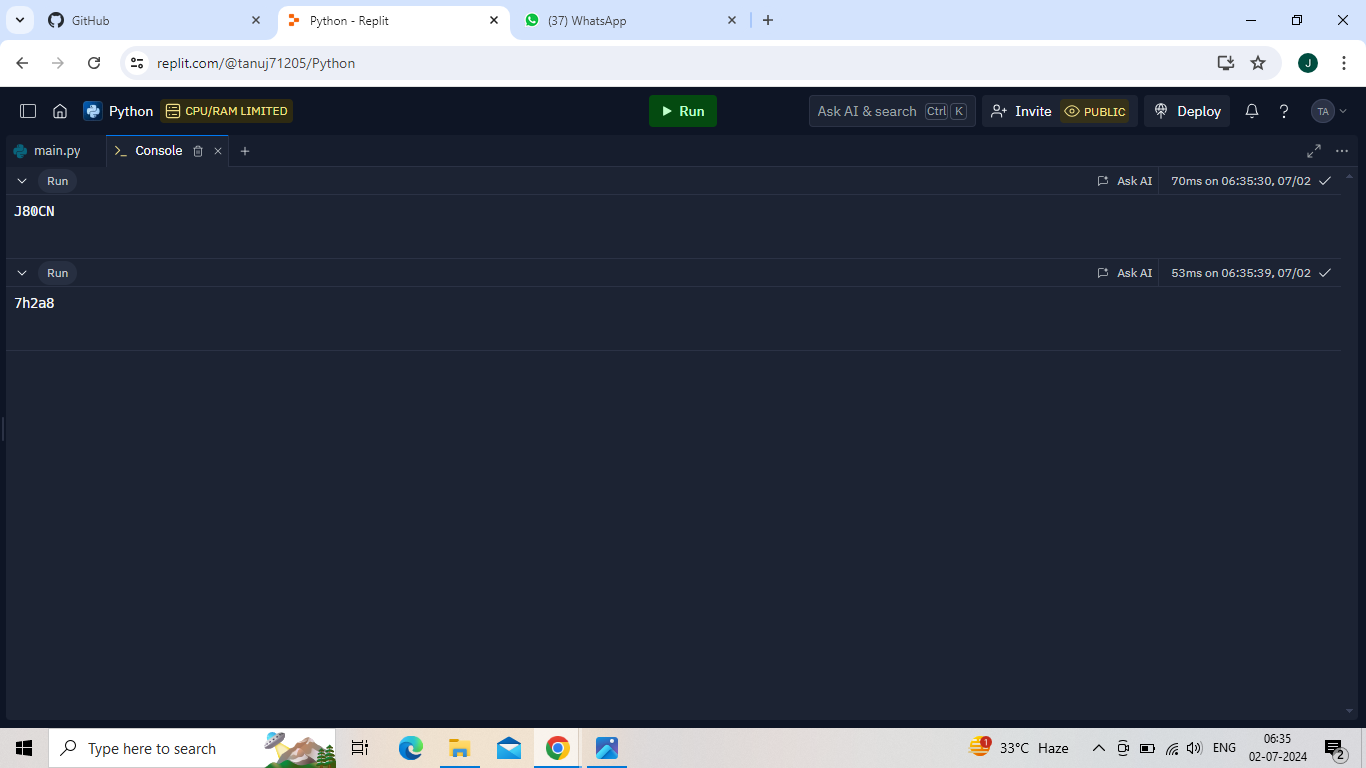 GitHub
Python - Replit
(37) WhatsApp
replit.com/@tanuj71205/Python
J
Python
CPU/RAM LIMITED
Run
Ask AI & search Ctrl K
Invite
PUBLIC
Deploy
TA
main.py
Console
Run
Ask AI
70ms on 06:35:30, 07/02
J80CN
Run
Ask AI
53ms on 06:35:39, 07/02
7h2a8
Type here to search
1
33°C Haze
ENG
06:35
02-07-2024
2